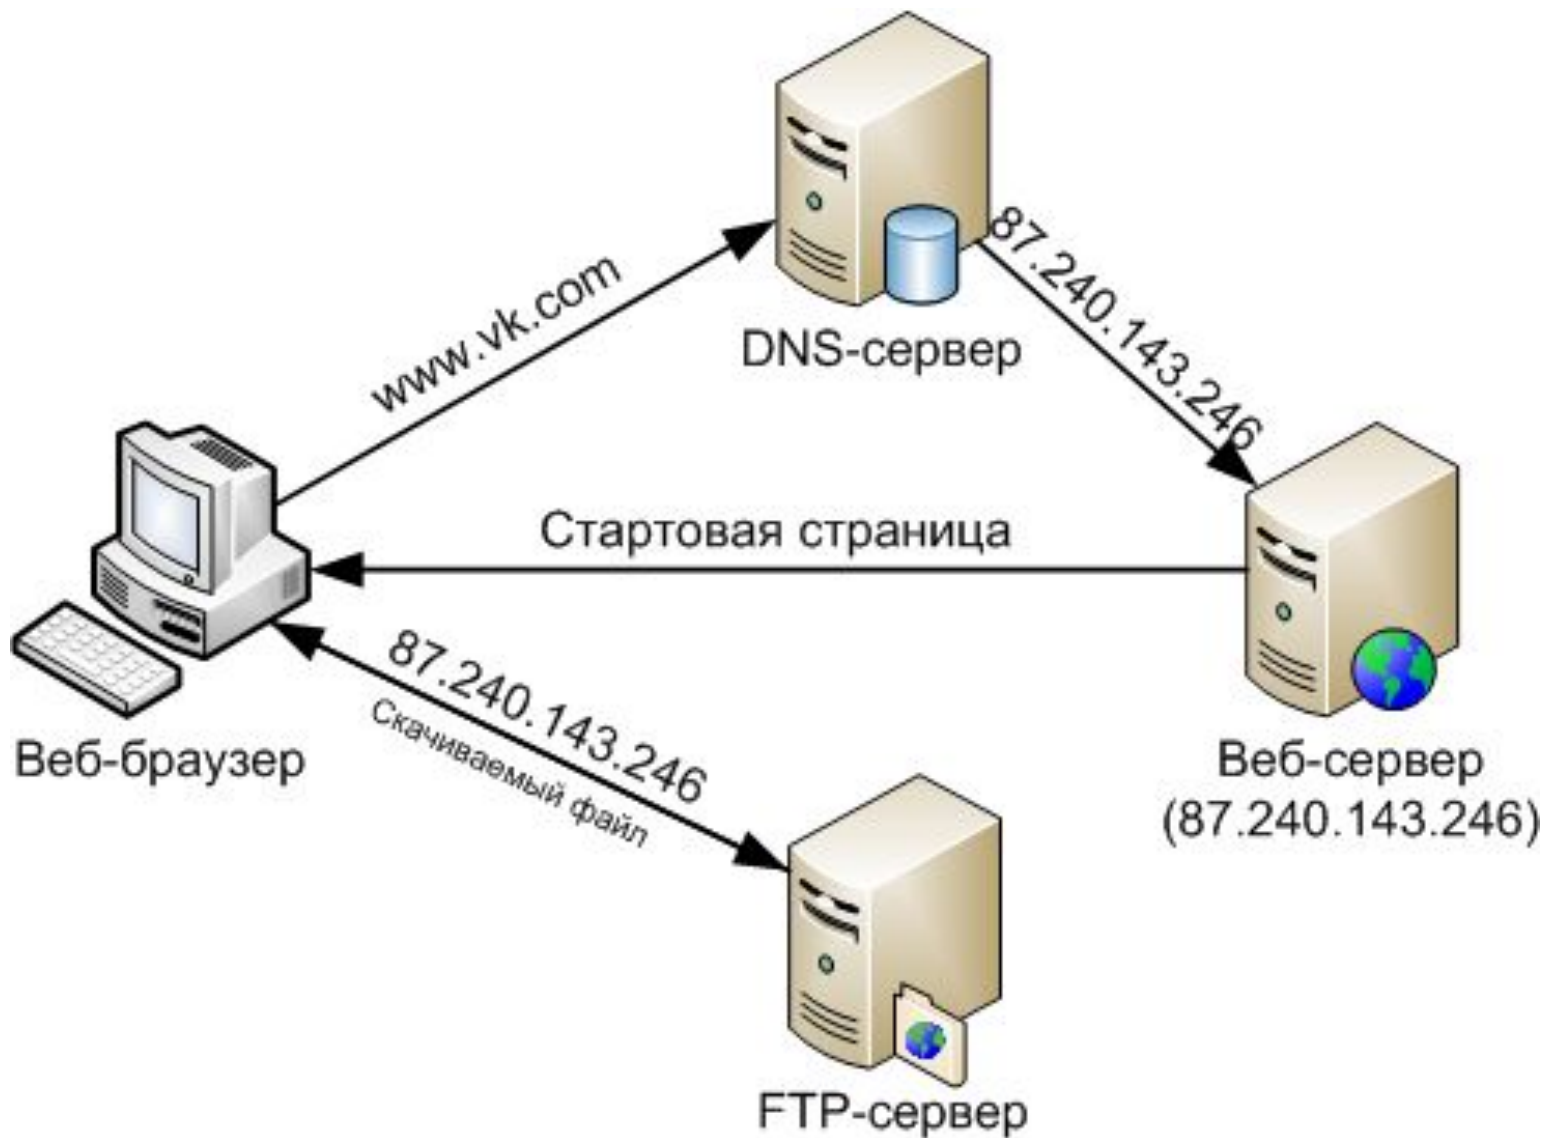 www.vk.com
DNS-сервер
87.240.143.246
Стартовая страница
87.240.143.246
Скачиваемый файл
Веб-браузер
Веб-сервер
(87.240.143.246)
FTP-сервер